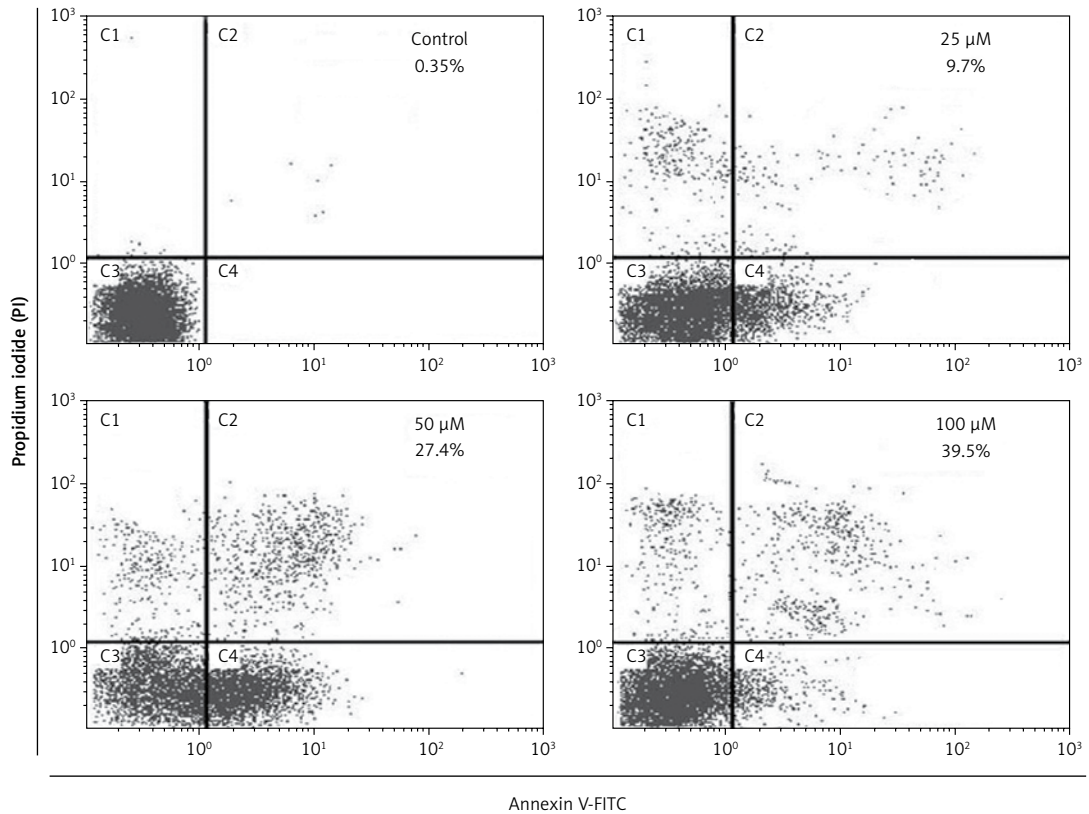 Propidium iodide (PI)
10³
10²
10¹
10⁰
C1
C2
Control
0.35%
C3
C4
10⁰
10¹
10²
10³
10³
10²
10¹
10⁰
C1
C2
25 µM
9.7%
C3
C4
10⁰
10¹
10²
10³
10³
10²
10¹
10⁰
C1
C2
50 µM
27.4%
C3
C4
10⁰
10¹
10²
10³
10³
10²
10¹
10⁰
C1
C2
100 µM
39.5%
C3
C4
10⁰
10¹
10²
10³
Annexin V-FITC